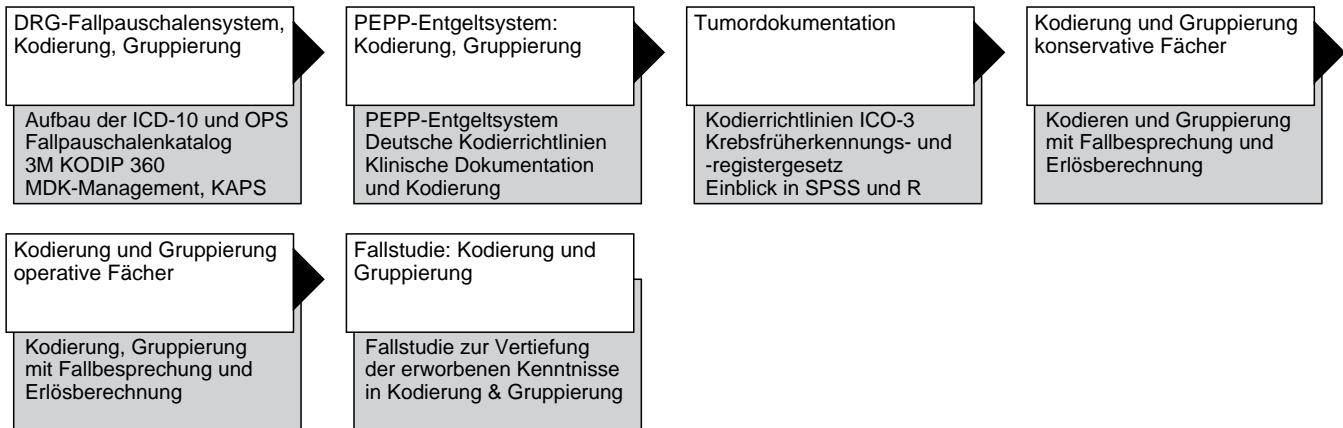 DRG-Fallpauschalensystem,
Kodierung, Gruppierung
Aufbau der ICD-10 und OPS
Fallpauschalenkatalog
3M KODIP 360
MDK-Management, KAPS
PEPP-Entgeltsystem:
Kodierung, Gruppierung
PEPP-Entgeltsystem
Deutsche Kodierrichtlinien
Klinische Dokumentation
und Kodierung
Tumordokumentation
Kodierrichtlinien ICO-3
Krebsfrüherkennungs- und
-registergesetz
Einblick in SPSS und R
Kodierung und Gruppierung
konservative Fächer
Kodieren und Gruppierung
mit Fallbesprechung und
Erlösberechnung
Kodierung und Gruppierung
operative Fächer
Kodierung, Gruppierung
mit Fallbesprechung und
Erlösberechnung
Fallstudie: Kodierung und
Gruppierung
Fallstudie zur Vertiefung
der erworbenen Kenntnisse
in Kodierung & Gruppierung